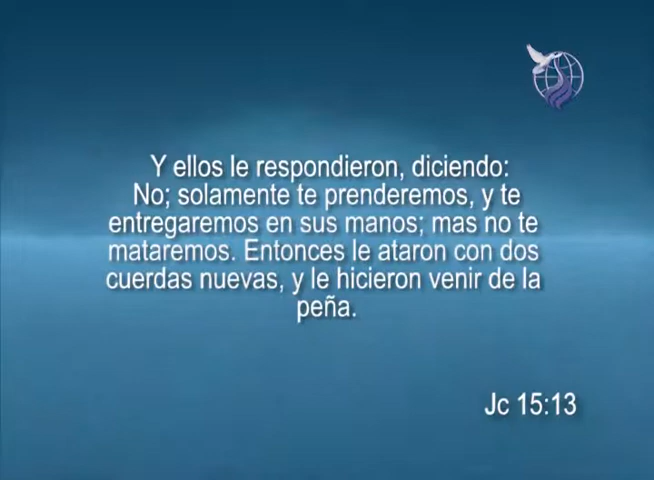 Y ellos le respondieron, diciendo:
No; solamente te prenderemos, y te
entregaremos en sus manos; mas no te
mataremos. Entonces le ataron con dos
cuerdas nuevas, y le hicieron venir de la
peña.
Jc 15:13